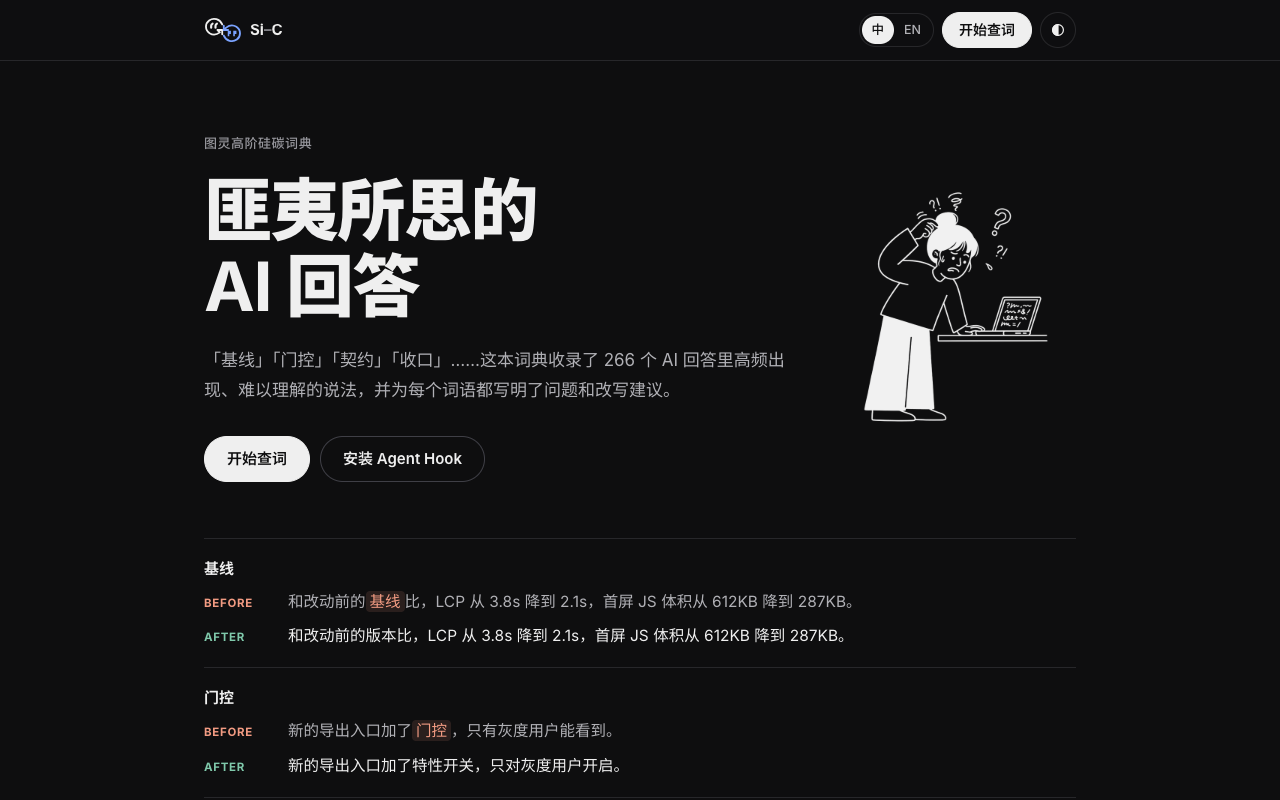 Si–C
中 EN 开始查词
图灵高阶硅碳词典
匪夷所思的
AI 回答
「基线」「门控」「契约」「收口」……这本词典收录了 266 个 AI 回答里高频出
现、难以理解的说法，并为每个词语都写明了问题和改写建议。
开始查词 安装 Agent Hook
基线
BEFORE 和改动前的基线比，LCP 从 3.8s 降到 2.1s，首屏 JS 体积从 612KB 降到 287KB。
AFTER 和改动前的版本比，LCP 从 3.8s 降到 2.1s，首屏 JS 体积从 612KB 降到 287KB。
门控
BEFORE 新的导出入口加了门控，只有灰度用户能看到。
AFTER 新的导出入口加了特性开关，只对灰度用户开启。